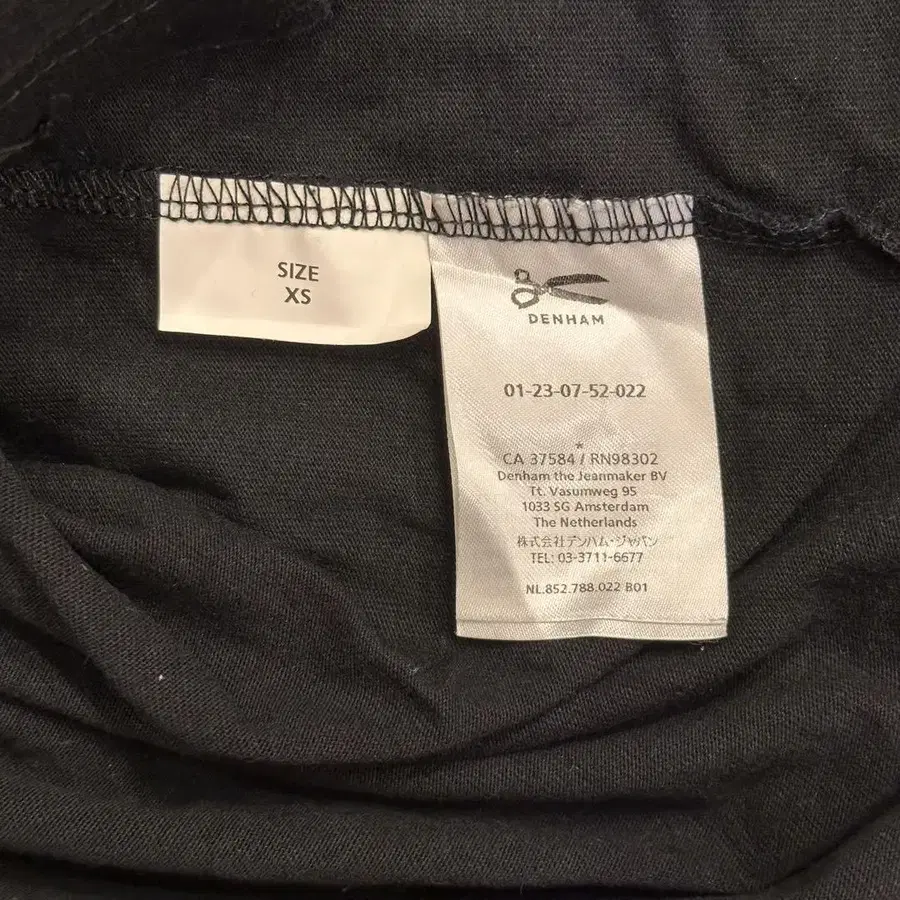 SIZE
XS
DENHAM
01-23-07-52-022
*
CA 37584 / RN98302
Denham the Jeanmaker BV
Tt. Vasumweg 95
1033 SG Amsterdam
The Netherlands
株式会社デンハム・ジャパン
TEL: 03-3711-6677
NL.852.788.022 B01